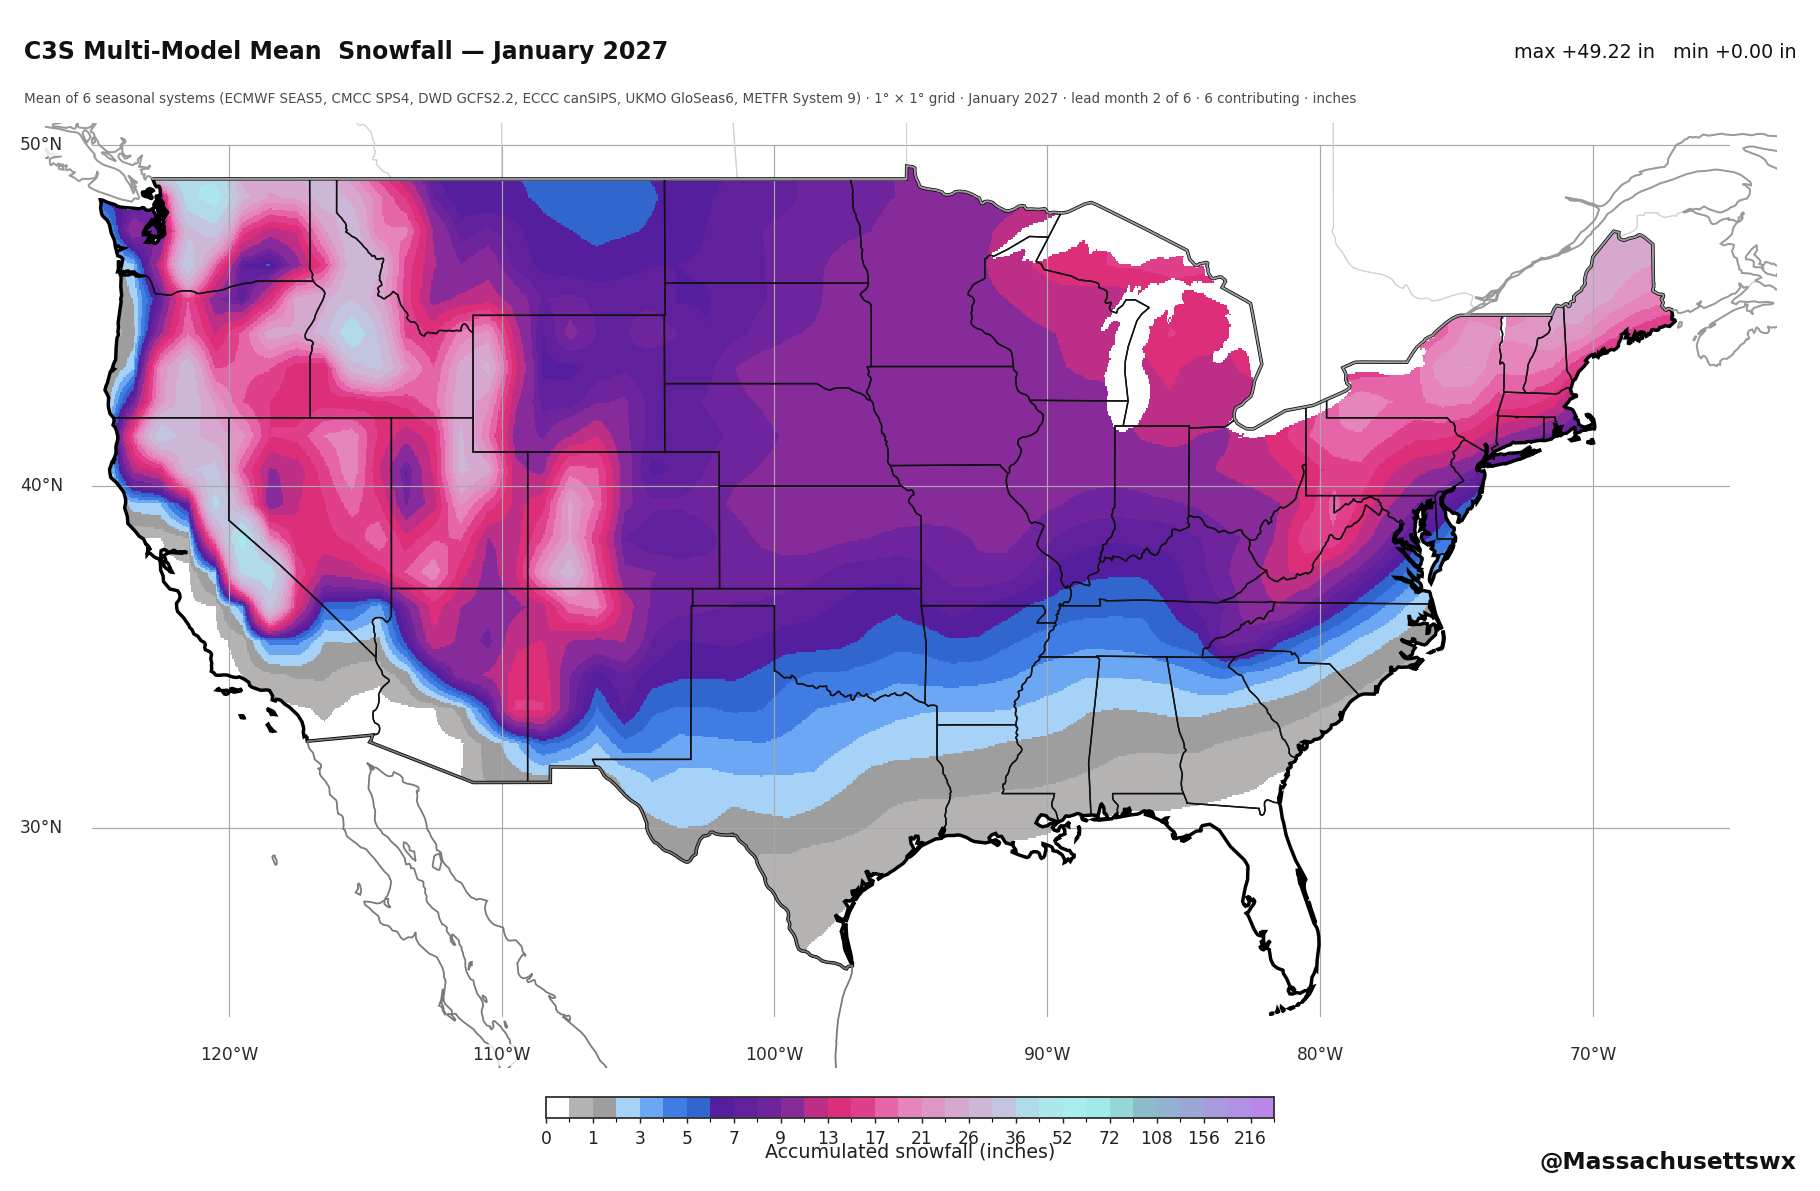 C3S Multi-Model Mean  Snowfall — January 2027
max +49.22 in   min +0.00 in
Mean of 6 seasonal systems (ECMWF SEAS5, CMCC SPS4, DWD GCFS2.2, ECCC canSIPS, UKMO GloSeas6, METFR System 9) · 1° × 1° grid · January 2027 · lead month 2 of 6 · 6 contributing · inches
50°N
40°N
30°N
120°W 110°W 100°W 90°W 80°W 70°W
0 1 3 5 7 9 13 17 21 26 36 52 72 108 156 216
Accumulated snowfall (inches)
@Massachusettswx